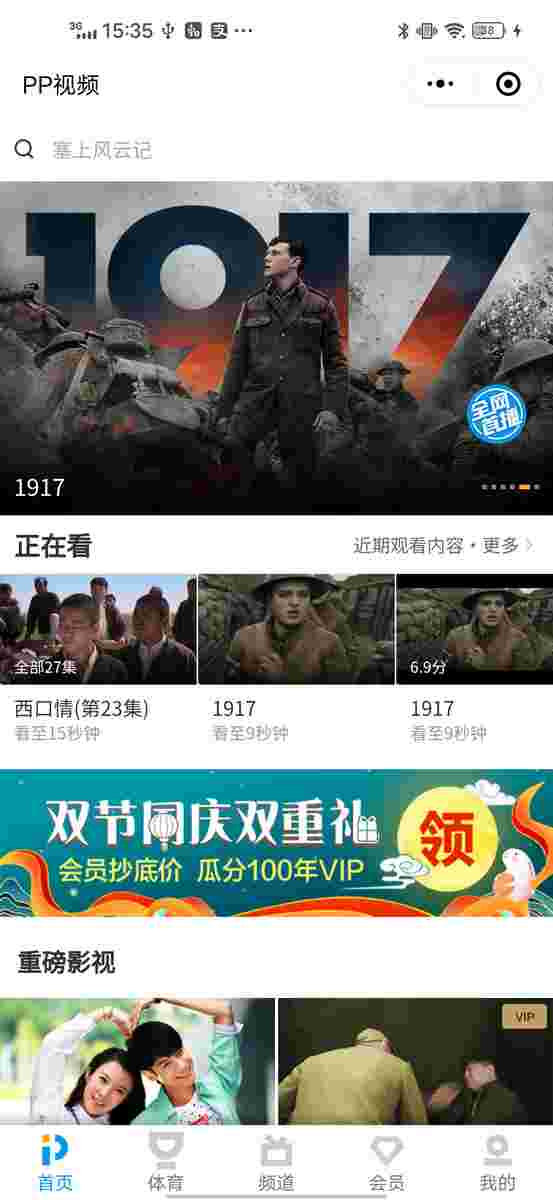 3G 15:35
PP视频
塞上风云记
1917
全网
首播
1917
正在看
近期观看内容·更多
全部27集
6.9分
西口情(第23集)
1917
1917
看至15秒钟
看至9秒钟
看至9秒钟
双节同庆双重礼
领
会员抄底价 瓜分100年VIP
重磅影视
VIP
首页
体育
频道
会员
我的